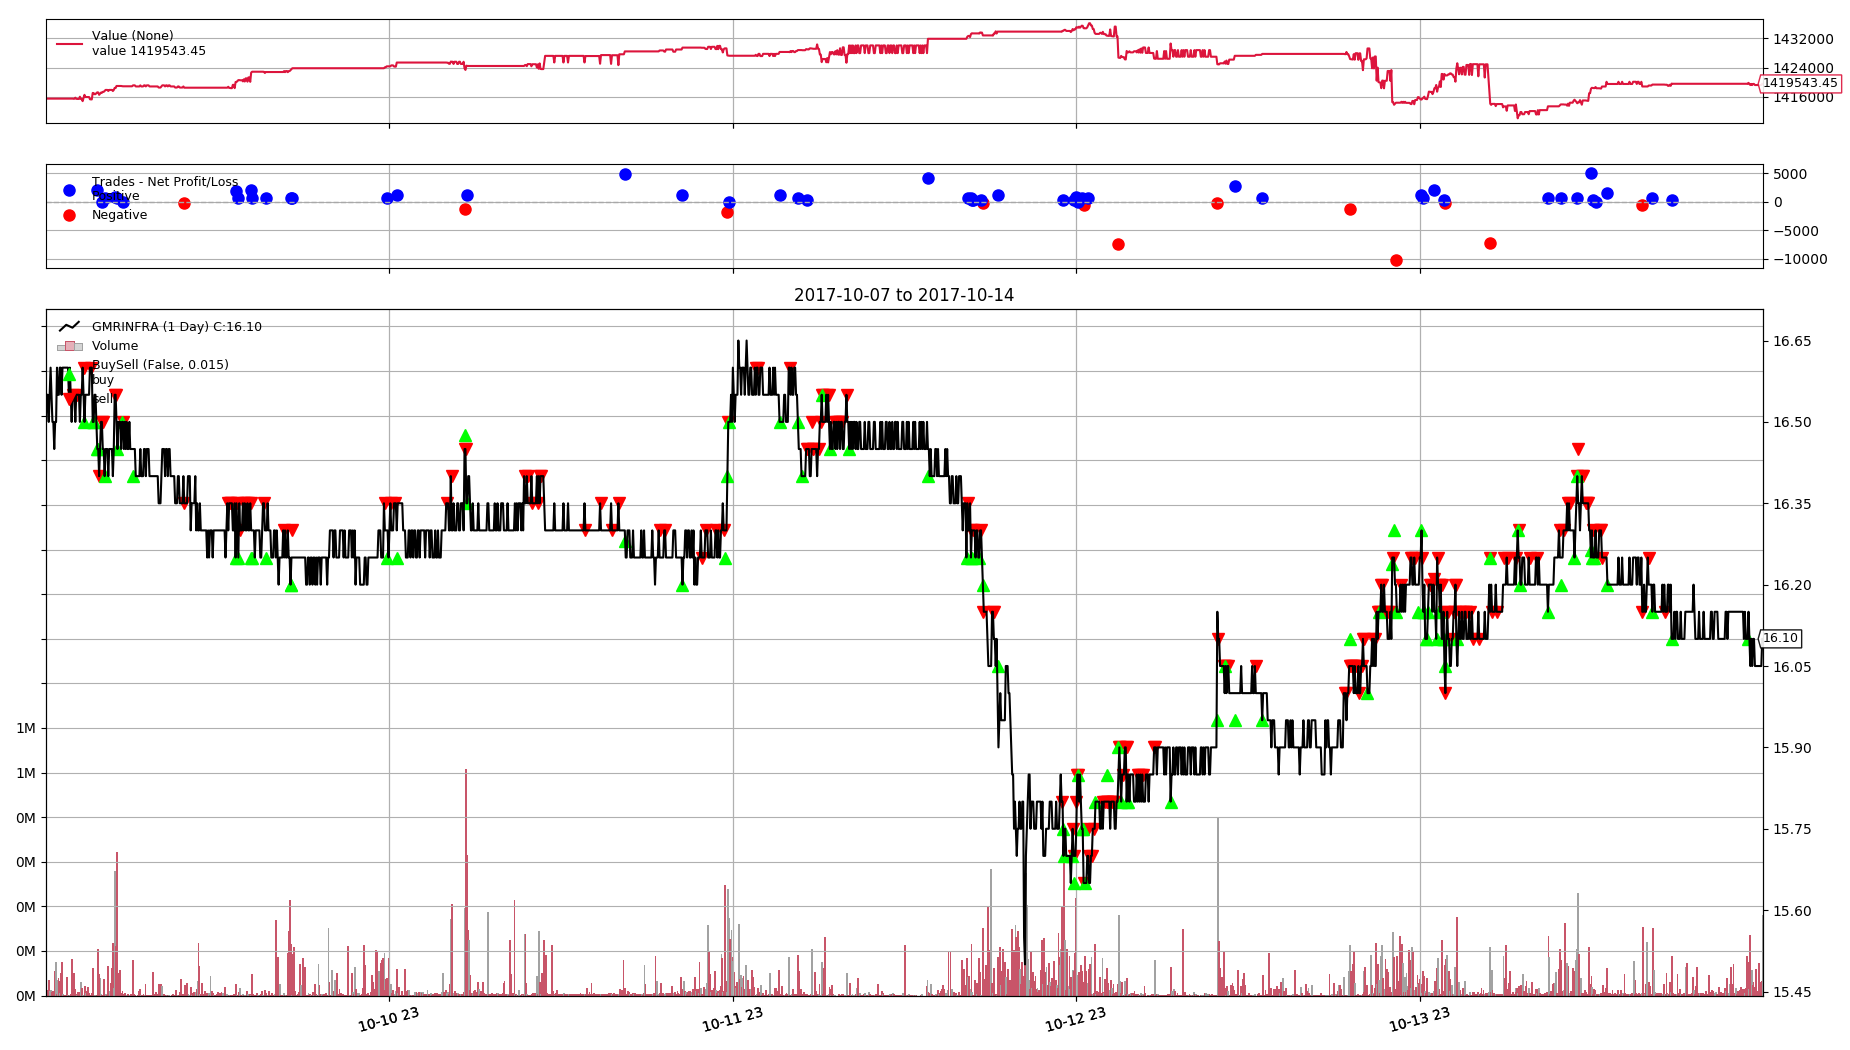 Value (None)
value 1419543.45
1432000
1424000
1419543.45
1416000
Trades - Net Profit/Loss
Positive
Negative
5000
0
−5000
−10000
2017-10-07 to 2017-10-14
GMRINFRA (1 Day) C:16.10
Volume
BuySell (False, 0.015)
buy
sell
16.65
16.50
16.35
16.20
16.10
16.05
15.90
15.75
15.60
15.45
1M
1M
0M
0M
0M
0M
0M
10-10 23
10-11 23
10-12 23
10-13 23